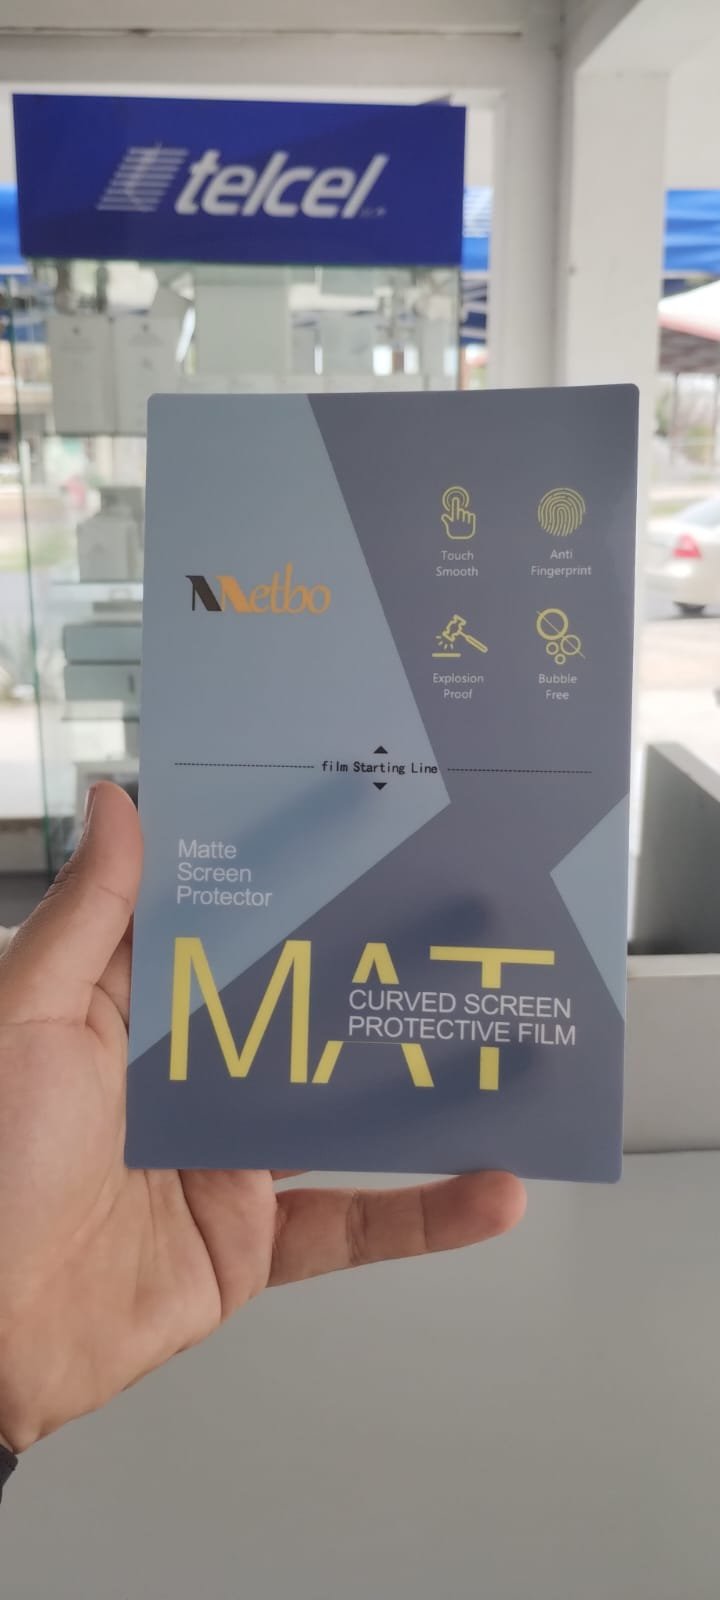 telcel
Netbo
Touch
Smooth
Anti
Fingerprint
Explosion
Proof
Bubble
Free
film Starting Line
Matte
Screen
Protector
MAT
CURVED SCREEN
PROTECTIVE FILM